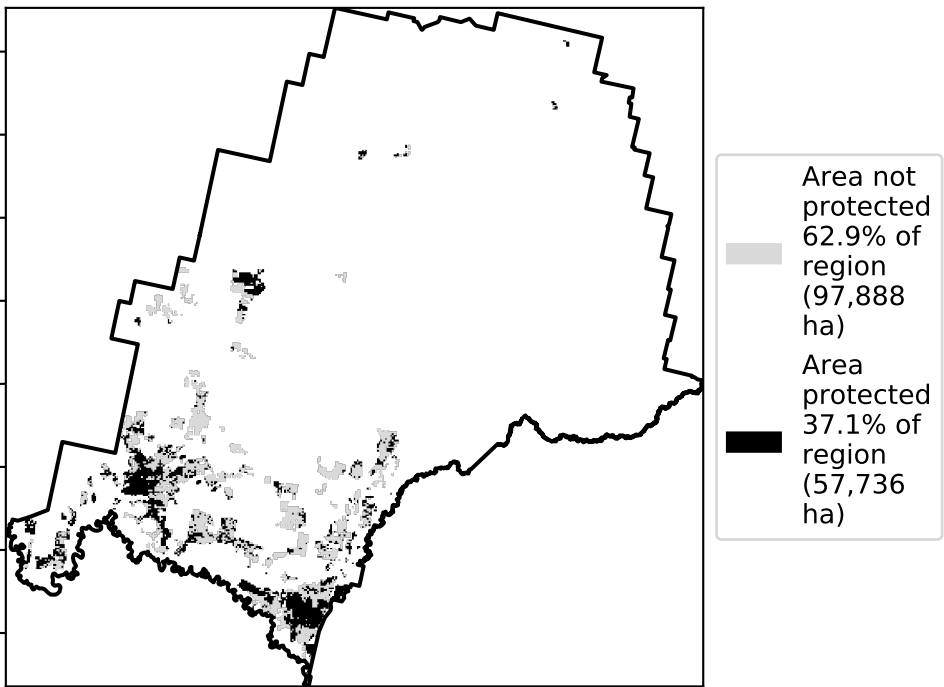 Area not
protected
62.9% of
region
(97,888
ha)
Area
protected
37.1% of
region
(57,736
ha)